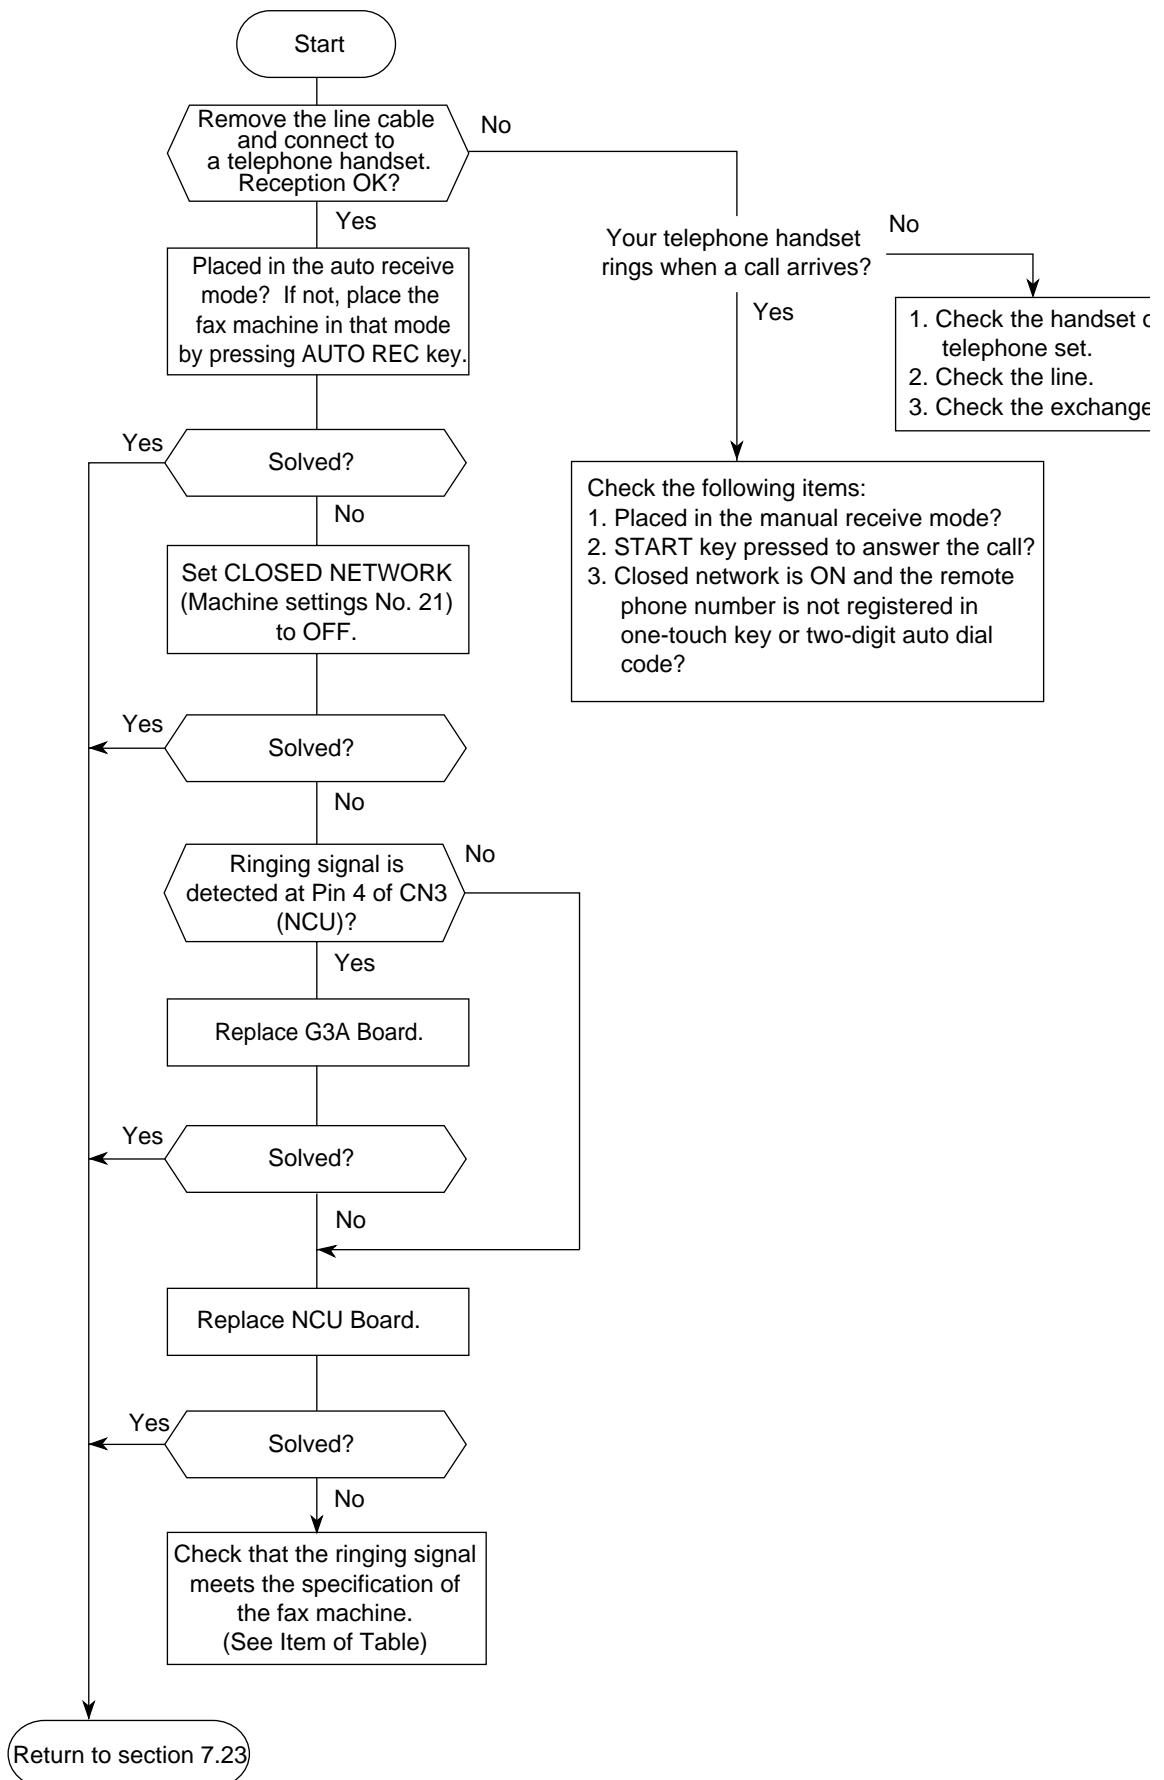 Start
Remove the line cable
and connect to
a telephone handset.
Reception OK?
No
Yes
Your telephone handset
rings when a call arrives?
No
Yes
Placed in the auto receive
mode? If not, place the
fax machine in that mode
by pressing AUTO REC key.
1. Check the handset
telephone set.
2. Check the line.
3. Check the exchange
Yes
Solved?
No
Check the following items:
1. Placed in the manual receive mode?
2. START key pressed to answer the call?
3. Closed network is ON and the remote
phone number is not registered in
one-touch key or two-digit auto dial
code?
Set CLOSED NETWORK
(Machine settings No. 21)
to OFF.
Yes
Solved?
No
Ringing signal is
detected at Pin 4 of CN3
(NCU)?
No
Yes
Replace G3A Board.
Yes
Solved?
No
Replace NCU Board.
Yes
Solved?
No
Check that the ringing signal
meets the specification of
the fax machine.
(See Item of Table)
Return to section 7.23